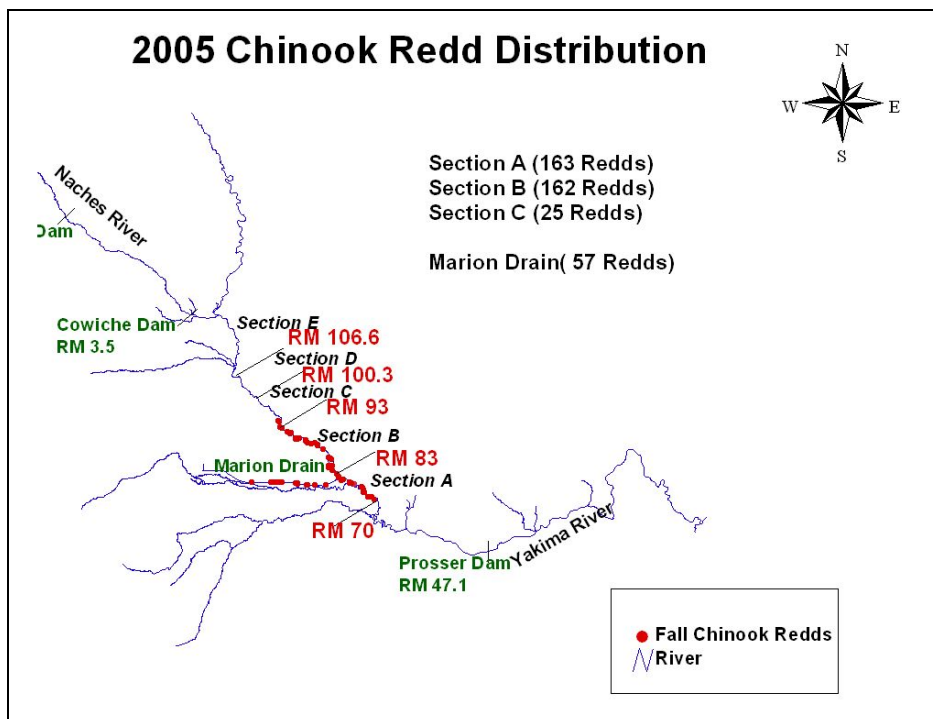 2005 Chinook Redd Distribution
N
W
E
S
Section A (163 Redds)
Section B (162 Redds)
Section C (25 Redds)
Marion Drain( 57 Redds)
Naches River
Dam
Cowiche Dam
RM 3.5
Section E
RM 106.6
Section D
RM 100.3
Section C
RM 93
Section B
Marion Drain
RM 83
Section A
RM 70
Prosser Dam
RM 47.1
Yakima River
Fall Chinook Redds
River